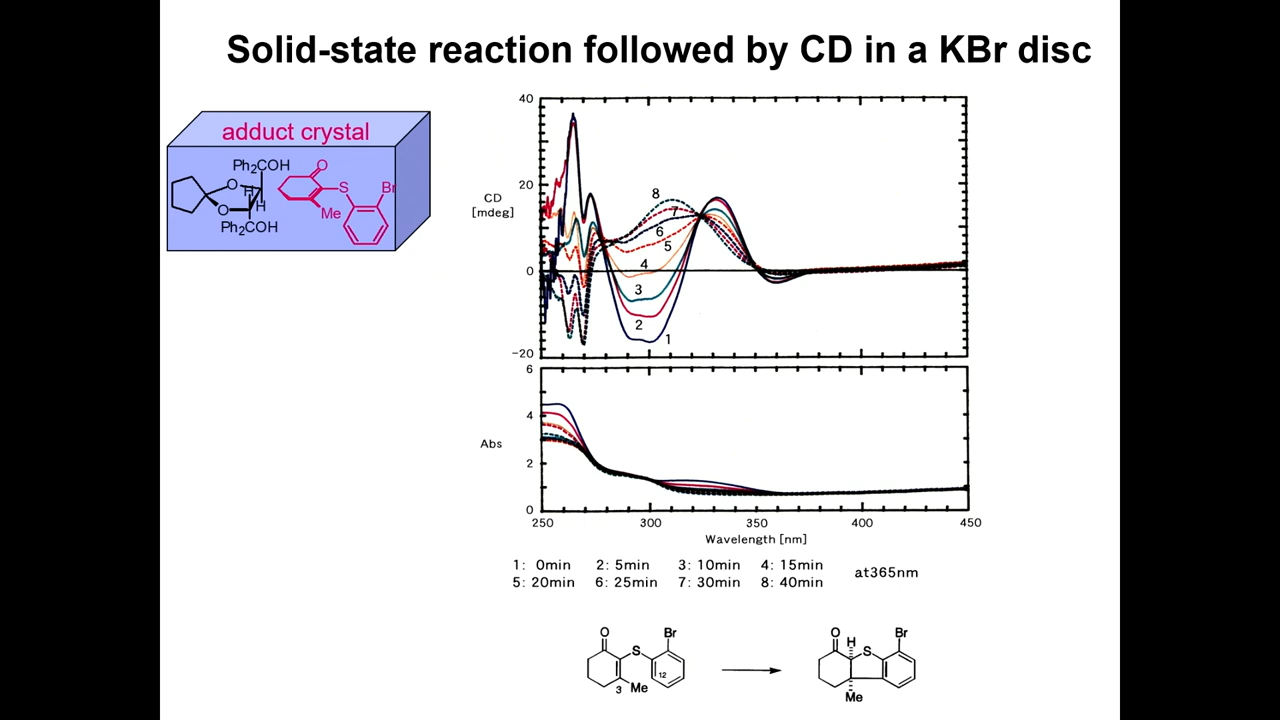 Solid-state reaction followed by CD in a KBr disc
adduct crystal
Ph2COH
O
O
H
H
O
Ph2COH
O
S
Br
Me
CD
[mdeg]
40
20
0
-20
8
7
6
5
4
3
2
1
Abs
6
4
2
0
250 300 350 400 450
Wavelength [nm]
1: 0min 2: 5min 3: 10min 4: 15min
5: 20min 6: 25min 7: 30min 8: 40min
at365nm
O
S
Br
12
3 Me
O
H
S
Br
Me